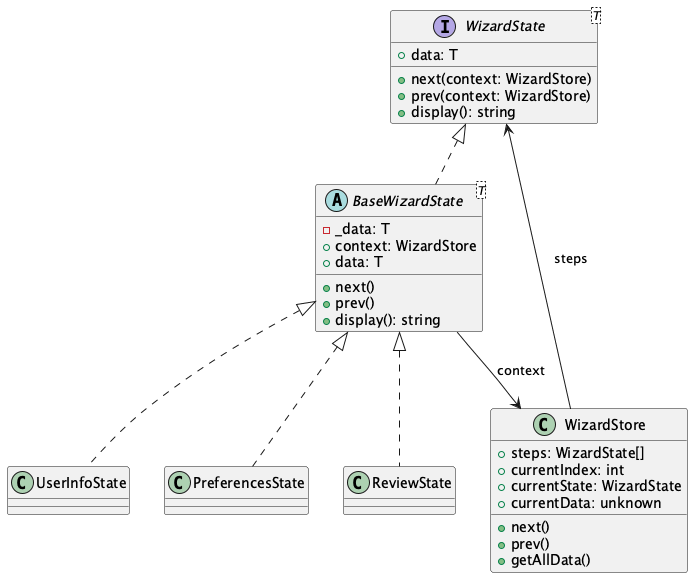 I WizardState T
data: T
next(context: WizardStore)
prev(context: WizardStore)
display(): string
A BaseWizardState T
_data: T
context: WizardStore
data: T
next()
prev()
display(): string
steps
context
C UserInfoState
C PreferencesState
C ReviewState
C WizardStore
steps: WizardState[]
currentIndex: int
currentState: WizardState
currentData: unknown
next()
prev()
getAllData()